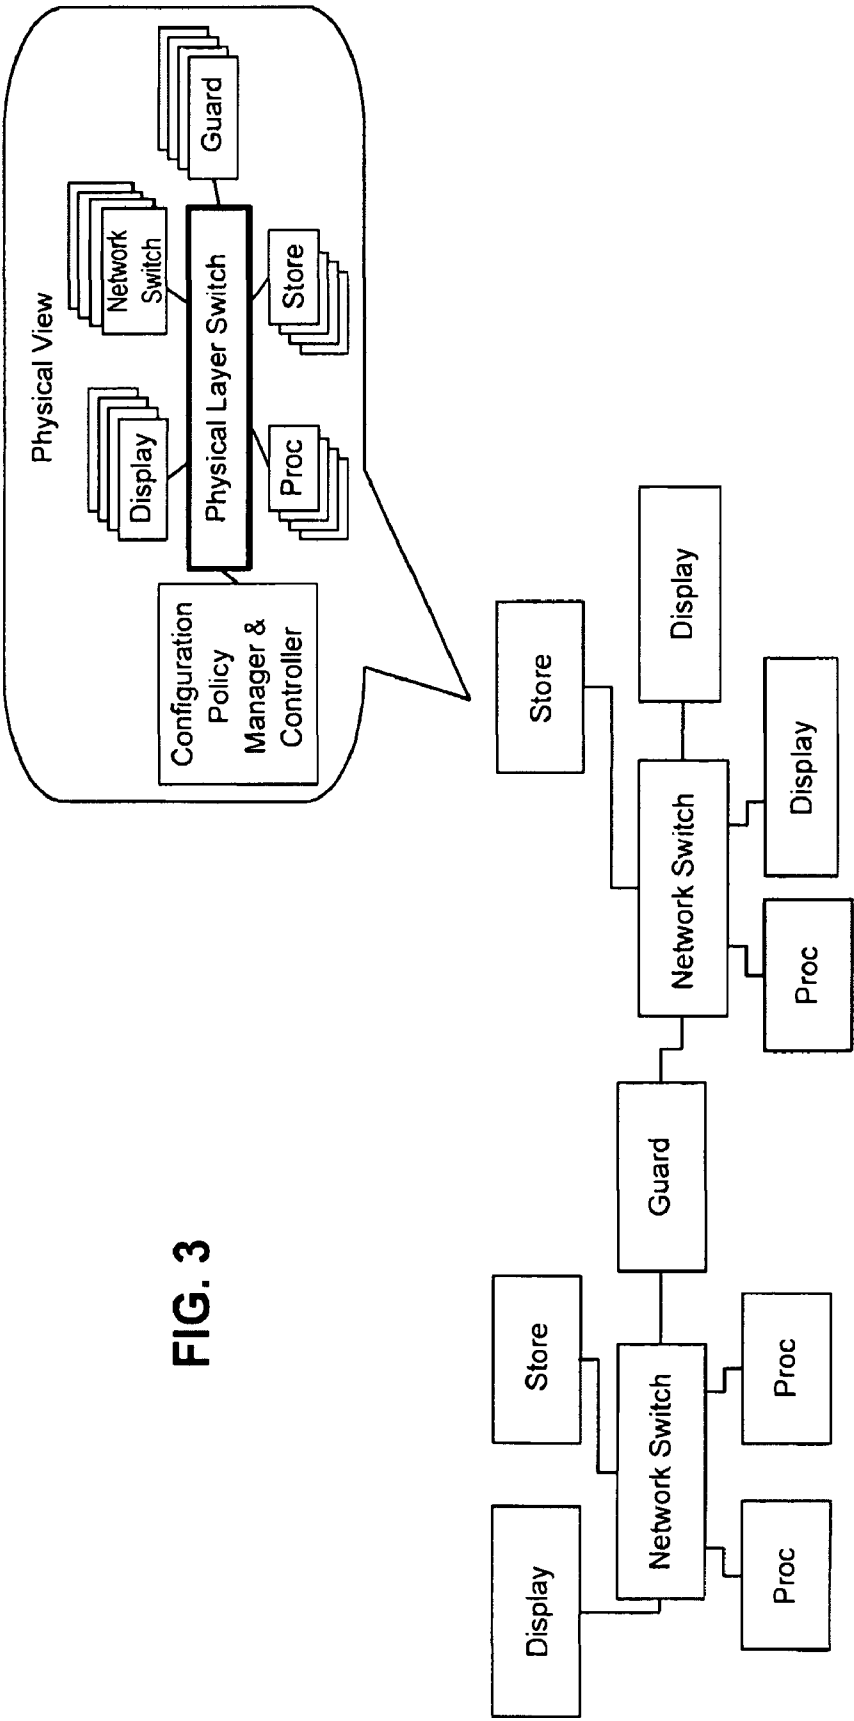 Physical View
Display
Network
Switch
Guard
Configuration
Policy
Manager &
Controller
Physical Layer Switch
Proc
Store
FIG. 3
Display
Store
Network Switch
Proc
Proc
Guard
Store
Network Switch
Display
Proc
Display